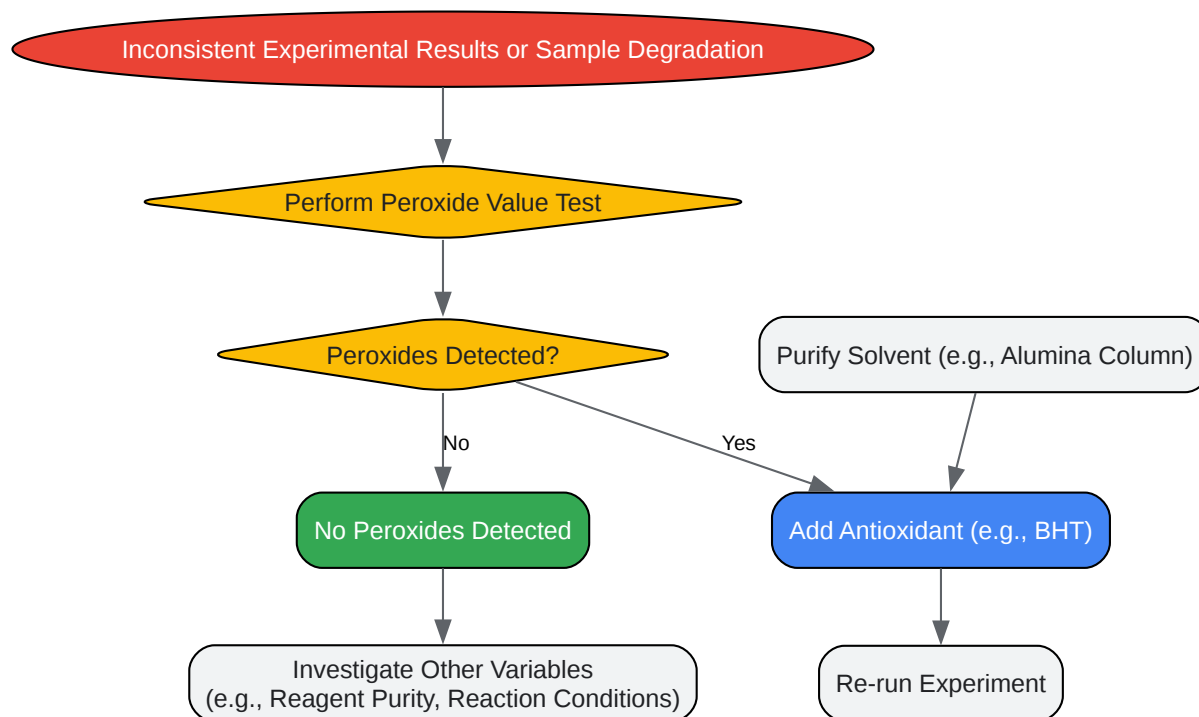 Inconsistent Experimental Results or Sample Degradation
Perform Peroxide Value Test
Peroxides Detected?
Purify Solvent (e.g., Alumina Column)
No
Yes
No Peroxides Detected
Add Antioxidant (e.g., BHT)
Investigate Other Variables
(e.g., Reagent Purity, Reaction Conditions)
Re-run Experiment